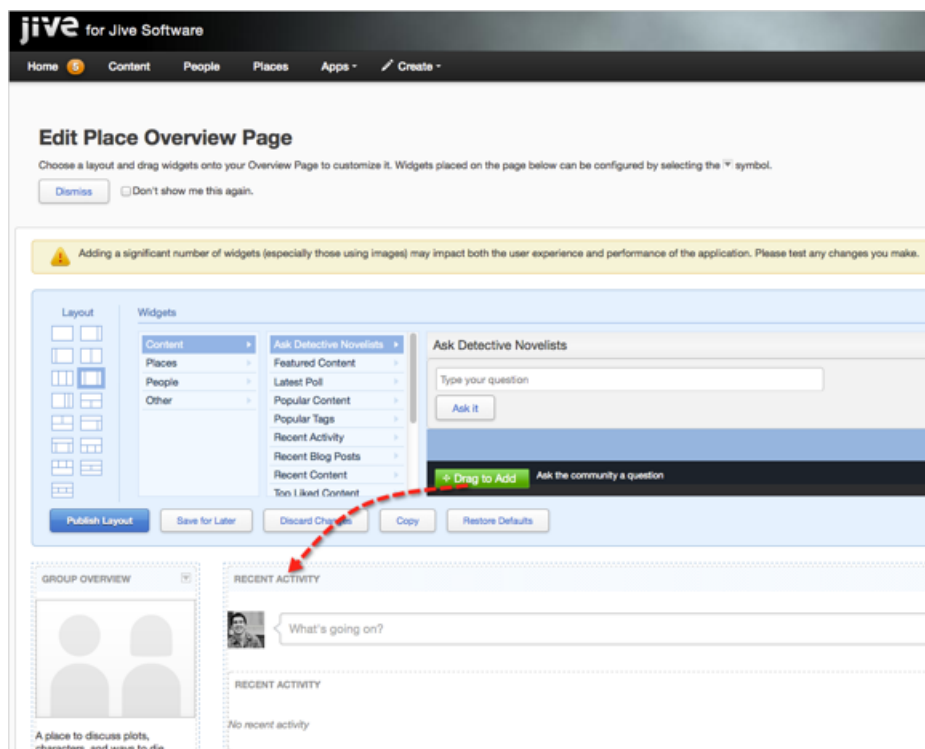 jive for Jive Software
Home 5 Content People Places Apps Create
Edit Place Overview Page
Choose a layout and drag widgets onto your Overview Page to customize it. Widgets placed on the page below can be configured by selecting the symbol.
Dismiss Don't show me this again.
Adding a significant number of widgets (especially those using images) may impact both the user experience and performance of the application. Please test any changes you make.
Layout Widgets
Content Ask Detective Novelists Ask Detective Novelists
Places Featured Content
People Latest Poll Type your question
Other Popular Content Ask it
Popular Tags
Recent Activity
Recent Blog Posts
Recent Content + Drag to Add Ask the community a question
Top Liked Content
Publish Layout Save for Later Discard Changes Copy Restore Defaults
GROUP OVERVIEW RECENT ACTIVITY
What's going on?
RECENT ACTIVITY
No recent activity
A place to discuss plots,
characters, and ways to die